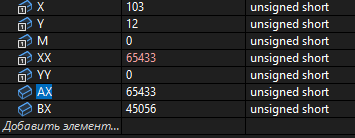 X 103 unsigned short
Y 12 unsigned short
M 0 unsigned short
XX 65433 unsigned short
YY 0 unsigned short
AX 65433 unsigned short
BX 45056 unsigned short
Добавить элемент...